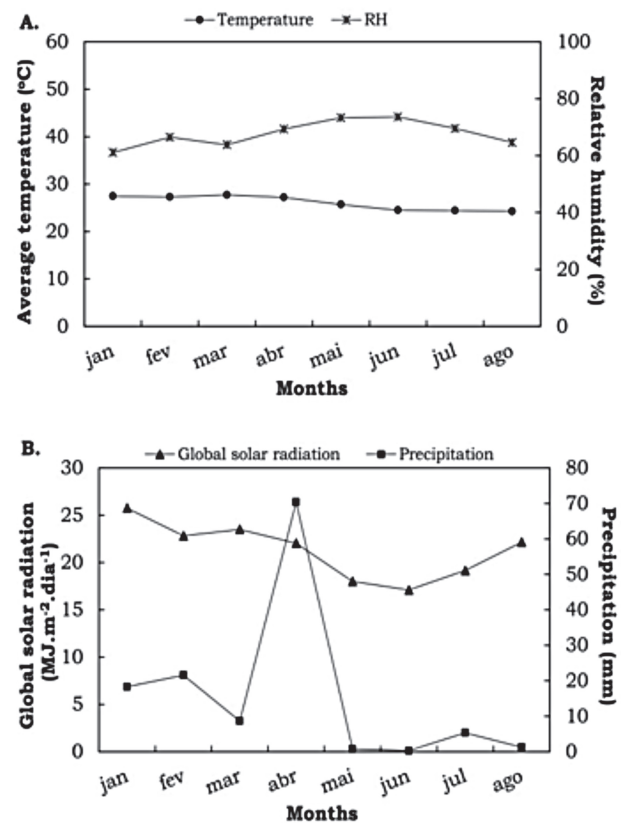 A.
Temperature RH
60 100
50 80
40 60
30 40
20 20
10
0 0
Average temperature (°C)
Relative humidity (%)
jan fev mar abr mai jun jul ago
Months
B.
Global solar radiation Precipitation
30 80
25 70
20 60
15 50
10 40
5 30
0 20
10
0
Global solar radiation
(MJ.m⁻².dia⁻¹)
Precipitation (mm)
jan fev mar abr mai jun jul ago
Months